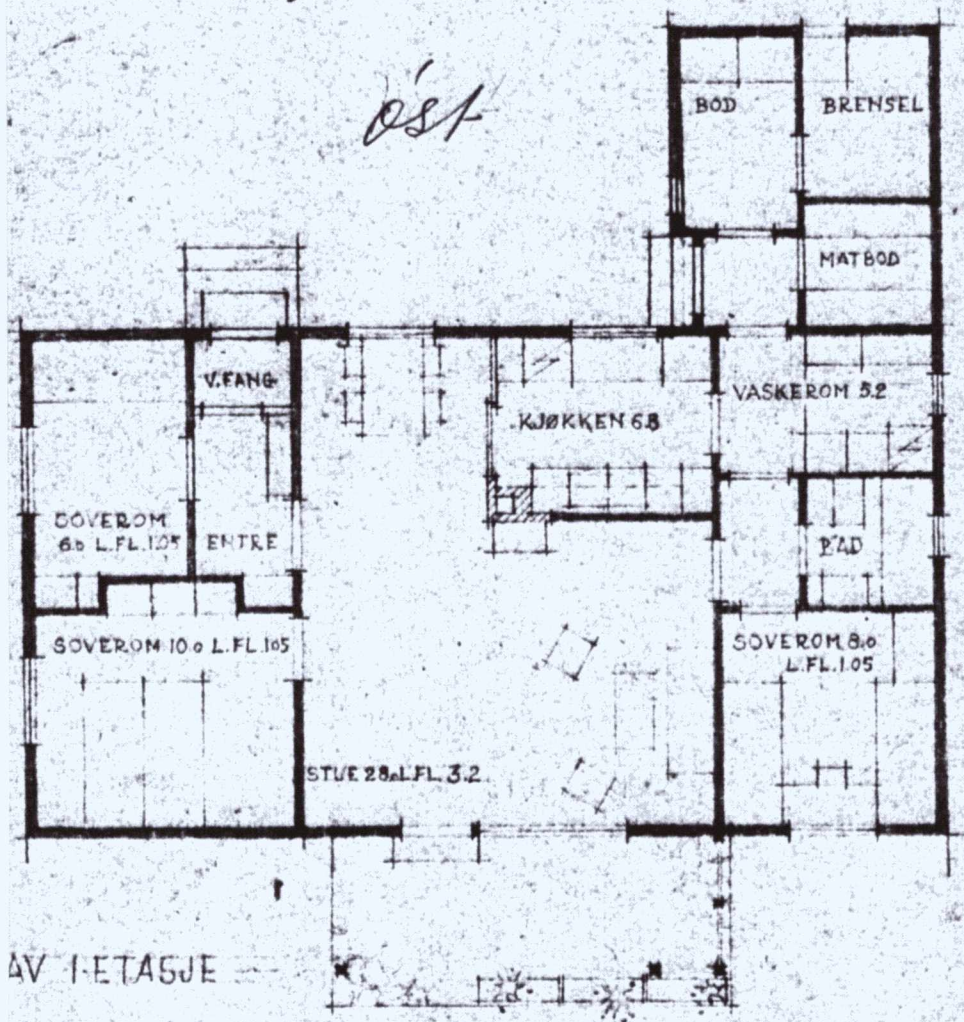 øst
BOD
BRENSEL
MATBOD
V.FANG
KJØKKEN 6.8
VASKEROM 5.2
SOVEROM
6.0 L.FL.1.05
ENTRE
BAD
SOVEROM 10.0 L.FL.105
SOVEROM 8.0
L.FL.1.05
STUE 28.0 L.FL. 3.2
AV 1 ETASJE